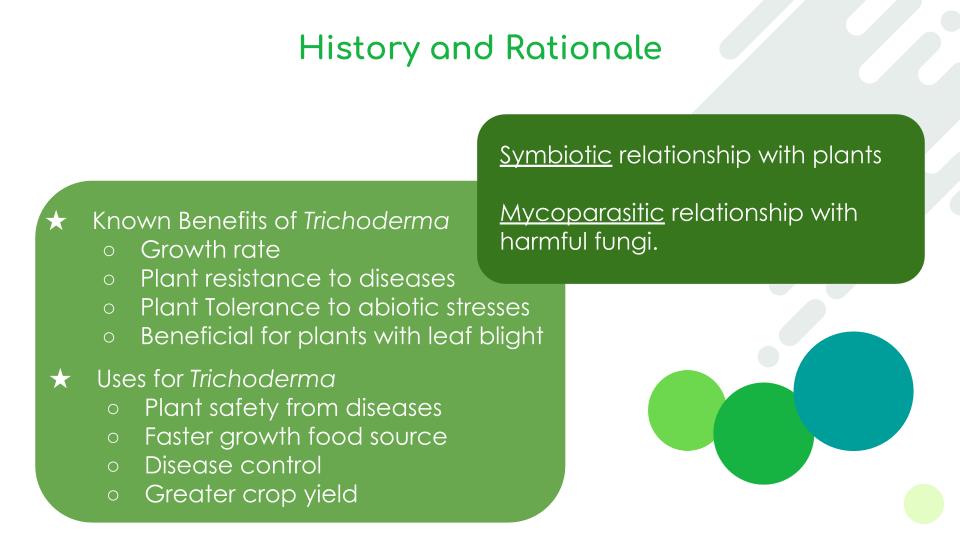 History and Rationale
Symbiotic relationship with plants
Mycoparasitic relationship with
harmful fungi.
★ Known Benefits of Trichoderma
○ Growth rate
○ Plant resistance to diseases
○ Plant Tolerance to abiotic stresses
○ Beneficial for plants with leaf blight
★ Uses for Trichoderma
○ Plant safety from diseases
○ Faster growth food source
○ Disease control
○ Greater crop yield